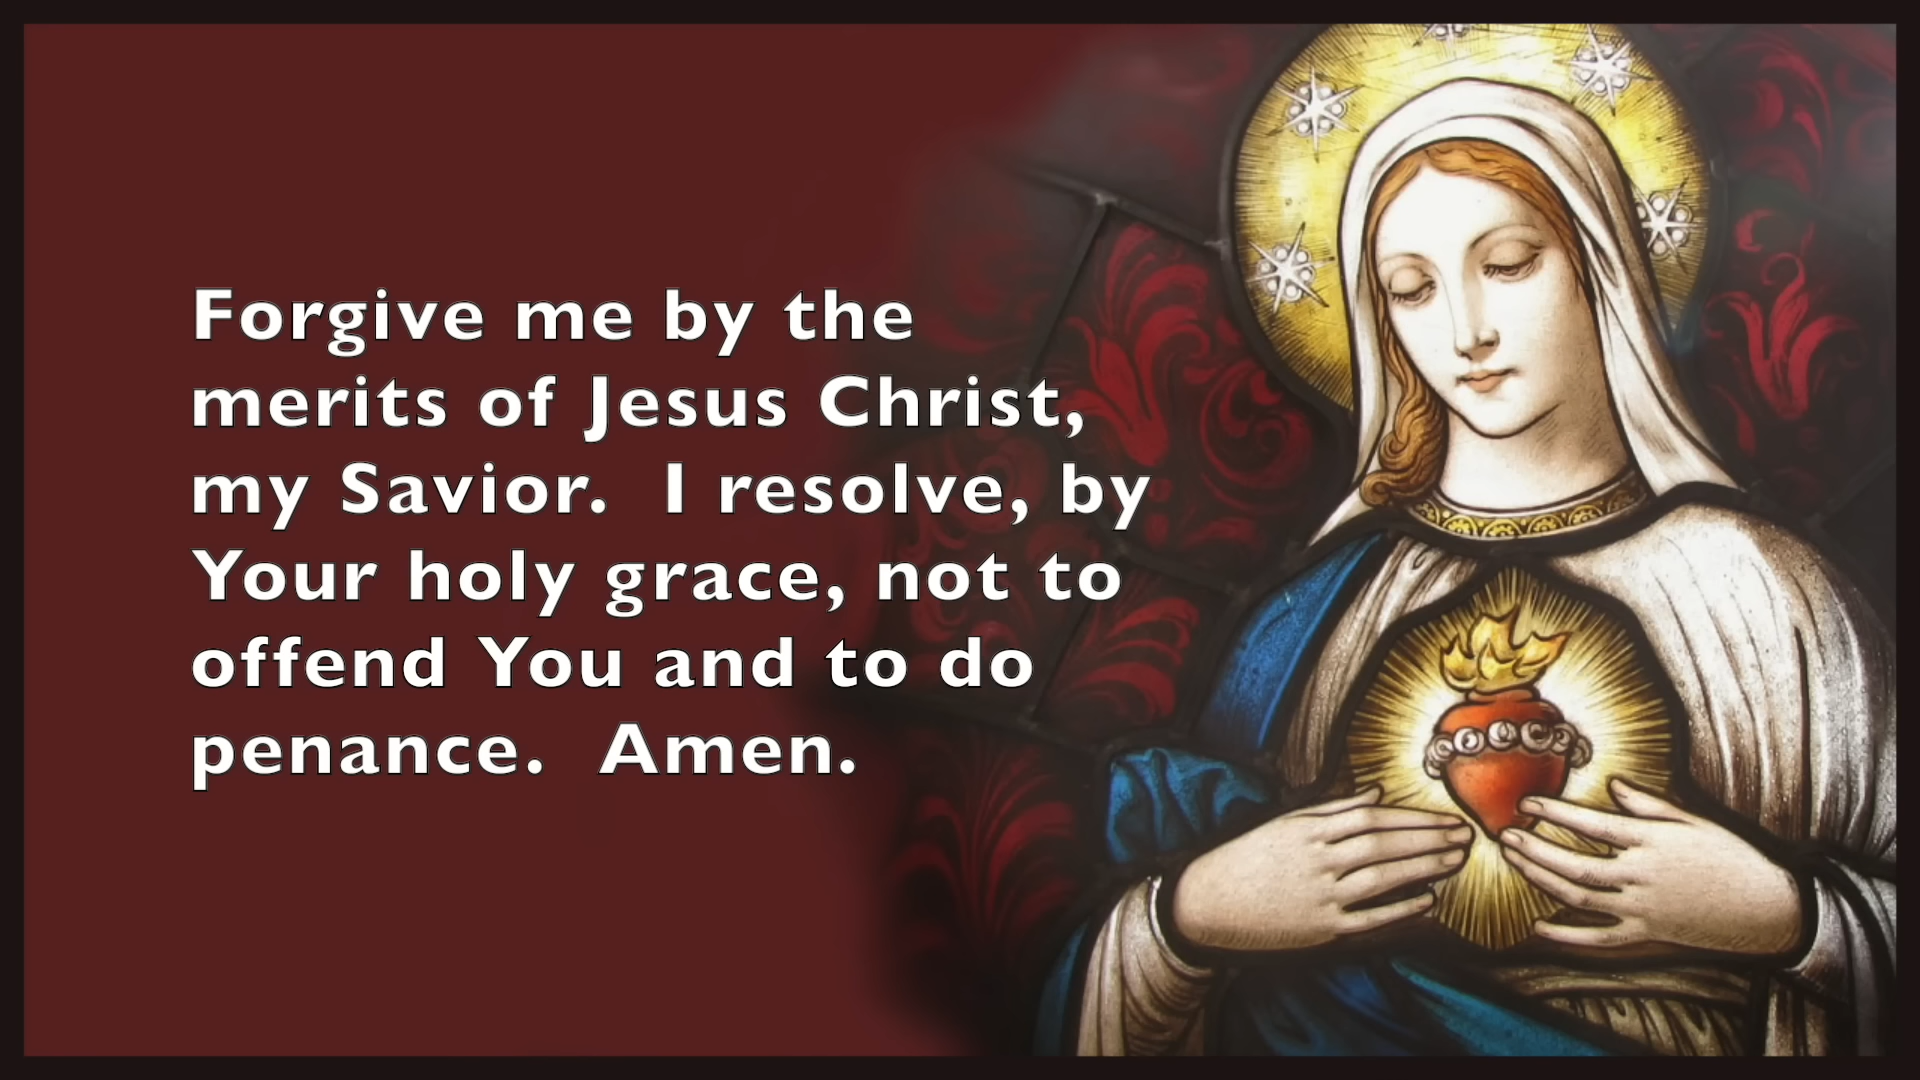 Forgive me by the
merits of Jesus Christ,
my Savior.  I resolve, by
Your holy grace, not to
offend You and to do
penance.  Amen.